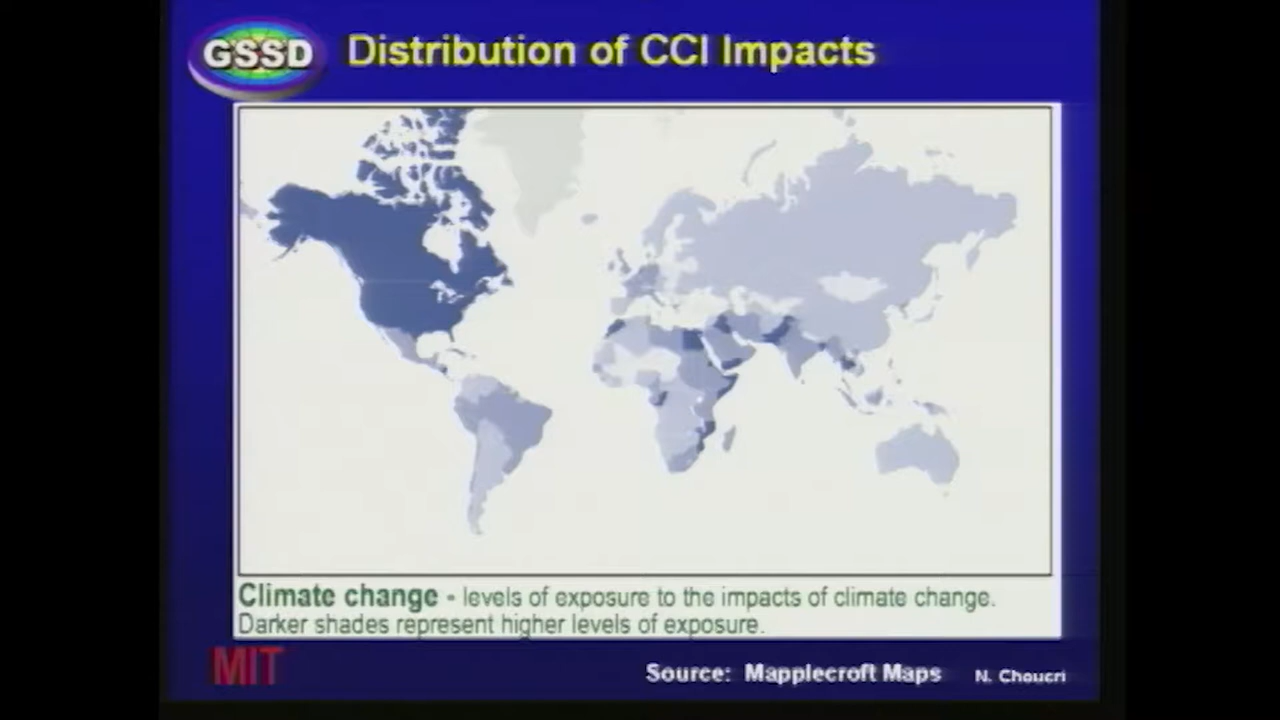 GSSD
Distribution of CCI Impacts
Climate change - levels of exposure to the impacts of climate change.
Darker shades represent higher levels of exposure.
MIT
Source: Mapplecroft Maps
N. Choucri